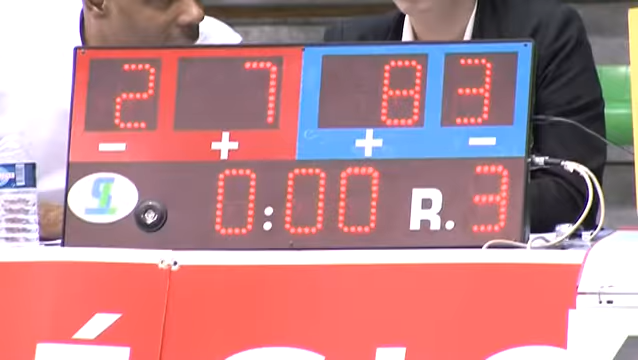 2 7 8 3
- + + -
0:00 R. 3